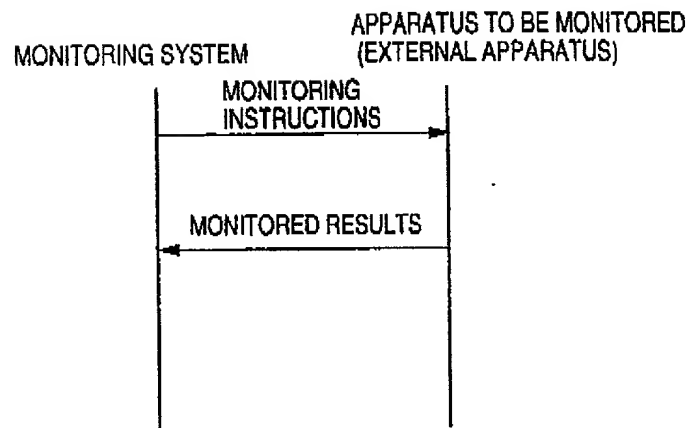 APPARATUS TO BE MONITORED
(EXTERNAL APPARATUS)
MONITORING SYSTEM
MONITORING
INSTRUCTIONS
MONITORED RESULTS